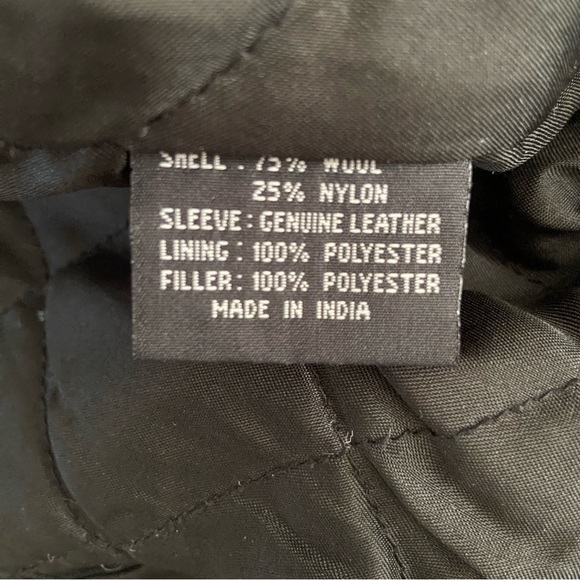 SHELL : 75% WOOL
25% NYLON
SLEEVE : GENUINE LEATHER
LINING : 100% POLYESTER
FILLER : 100% POLYESTER
MADE IN INDIA